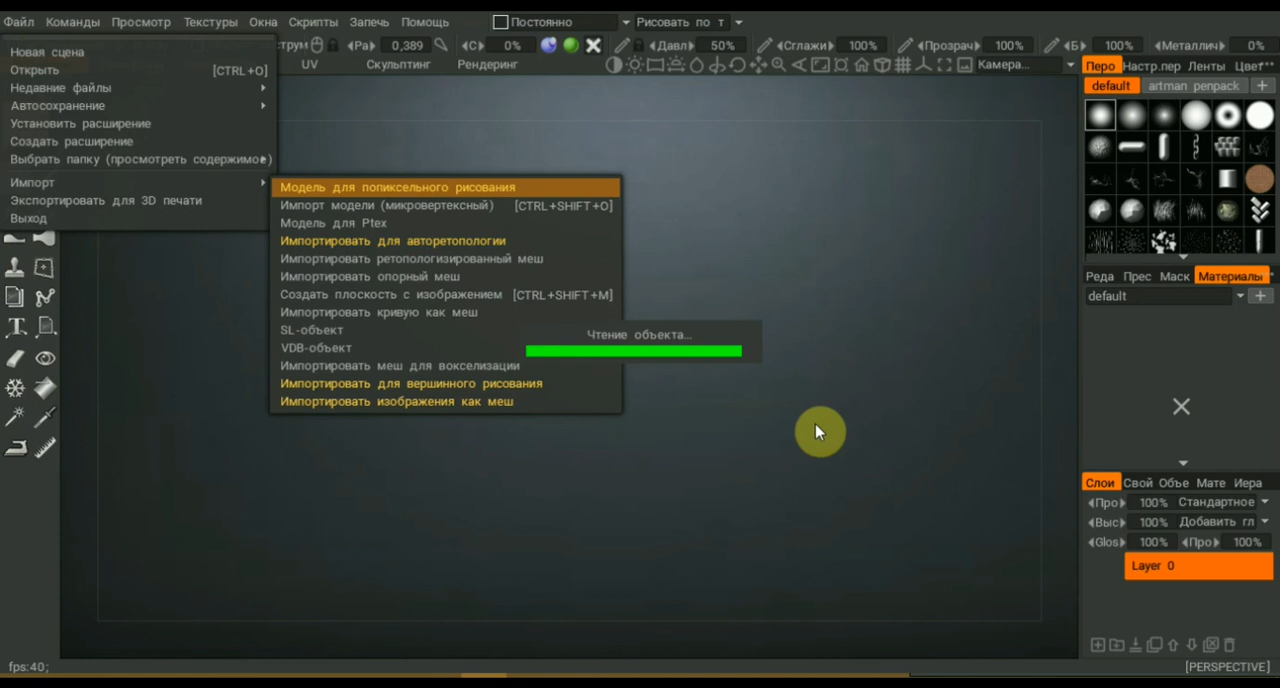 Файл Команды Просмотр Текстуры Окна Скрипты Запечь Помощь Постоянно Рисовать по т
трум Ра 0,389 С 0% Давл 50% Сглажи 100% Прозрач 100% Б 100% Металлич 0%
UV Скульптинг Рендеринг Камера...
Новая сцена
Открыть [CTRL+O]
Недавние файлы
Автосохранение
Установить расширение
Создать расширение
Выбрать папку (просмотреть содержимое)
Импорт
Экспортировать для 3D печати
Выход
Модель для попиксельного рисования
Импорт модели (микровертексный) [CTRL+SHIFT+O]
Модель для Ptex
Импортировать для авторетопологии
Импортировать ретопологизированный меш
Импортировать опорный меш
Создать плоскость с изображением [CTRL+SHIFT+M]
Импортировать кривую как меш
SL-объект
VDB-объект
Импортировать меш для вокселизации
Импортировать для вершинного рисования
Импортировать изображения как меш
Чтение объекта...
Перо Настр.пер Ленты Цвет
default artman penpack +
Реда Прес Маск Материалы
default +
Слои Свой Объе Мате Иера
Про 100% Стандартное
Выс 100% Добавить гл
Glos 100% Про 100%
Layer 0
fps:40;
[PERSPECTIVE]